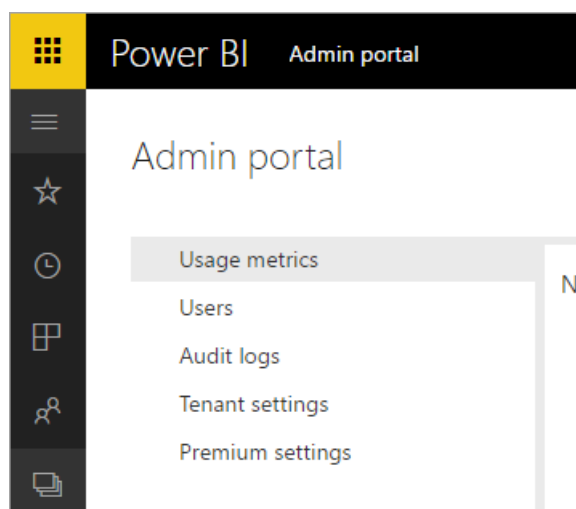 Power BI Admin portal
Admin portal
Usage metrics
Users
Audit logs
Tenant settings
Premium settings
N